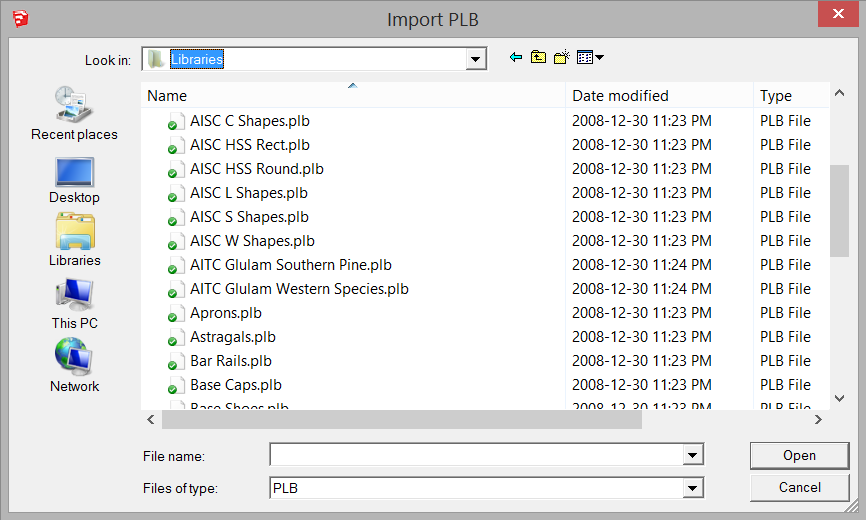 Import PLB
Look in: Libraries
Name Date modified Type
AISC C Shapes.plb 2008-12-30 11:23 PM PLB File
AISC HSS Rect.plb 2008-12-30 11:23 PM PLB File
AISC HSS Round.plb 2008-12-30 11:23 PM PLB File
AISC L Shapes.plb 2008-12-30 11:23 PM PLB File
AISC S Shapes.plb 2008-12-30 11:23 PM PLB File
AISC W Shapes.plb 2008-12-30 11:23 PM PLB File
AITC Glulam Southern Pine.plb 2008-12-30 11:24 PM PLB File
AITC Glulam Western Species.plb 2008-12-30 11:24 PM PLB File
Aprons.plb 2008-12-30 11:23 PM PLB File
Astragals.plb 2008-12-30 11:23 PM PLB File
Bar Rails.plb 2008-12-30 11:23 PM PLB File
Base Caps.plb 2008-12-30 11:23 PM PLB File
Base Shoes.plb 2008-12-30 11:23 PM PLB File
Recent places
Desktop
Libraries
This PC
Network
File name: Open
Files of type: PLB Cancel